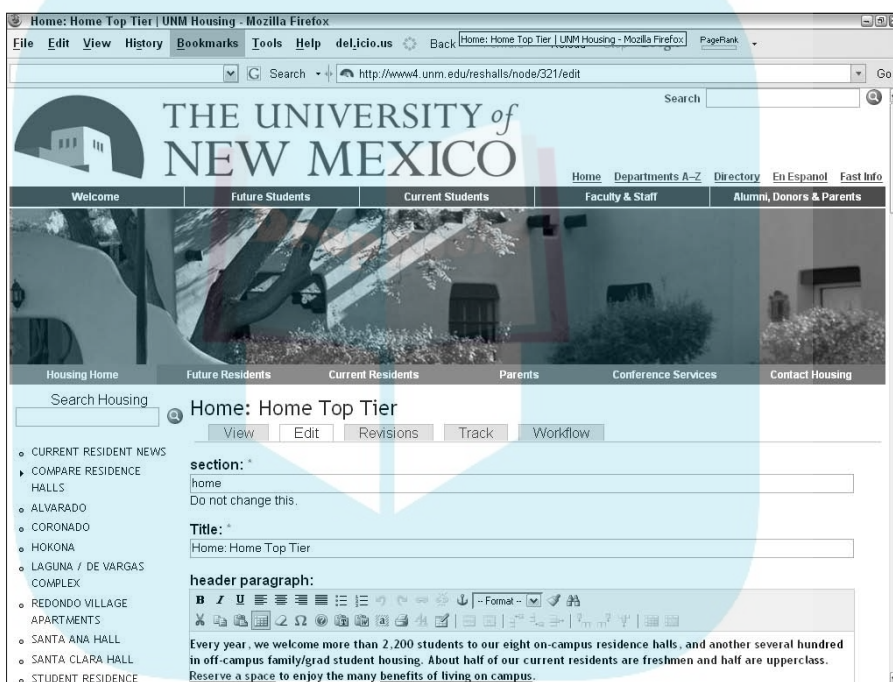 Home: Home Top Tier | UNM Housing - Mozilla Firefox
File Edit View History Bookmarks Tools Help del.icio.us Back Home: Home Top Tier | UNM Housing - Mozilla Firefox PageRank
G Search http://www4.unm.edu/reshalls/node/321/edit Go
Search
THE UNIVERSITY of
NEW MEXICO
Home Departments A–Z Directory En Espanol Fast Info
Welcome Future Students Current Students Faculty & Staff Alumni, Donors & Parents
Housing Home Future Residents Current Residents Parents Conference Services Contact Housing
Search Housing
CURRENT RESIDENT NEWS
COMPARE RESIDENCE
HALLS
ALVARADO
CORONADO
HOKONA
LAGUNA / DE VARGAS
COMPLEX
REDONDO VILLAGE
APARTMENTS
SANTA ANA HALL
SANTA CLARA HALL
STUDENT RESIDENCE
Home: Home Top Tier
View Edit Revisions Track Workflow
section: *
home
Do not change this.
Title: *
Home: Home Top Tier
header paragraph:
B I U -- Format --
Every year, we welcome more than 2,200 students to our eight on-campus residence halls, and another several hundred
in off-campus family/grad student housing. About half of our current residents are freshmen and half are upperclass.
Reserve a space to enjoy the many benefits of living on campus.